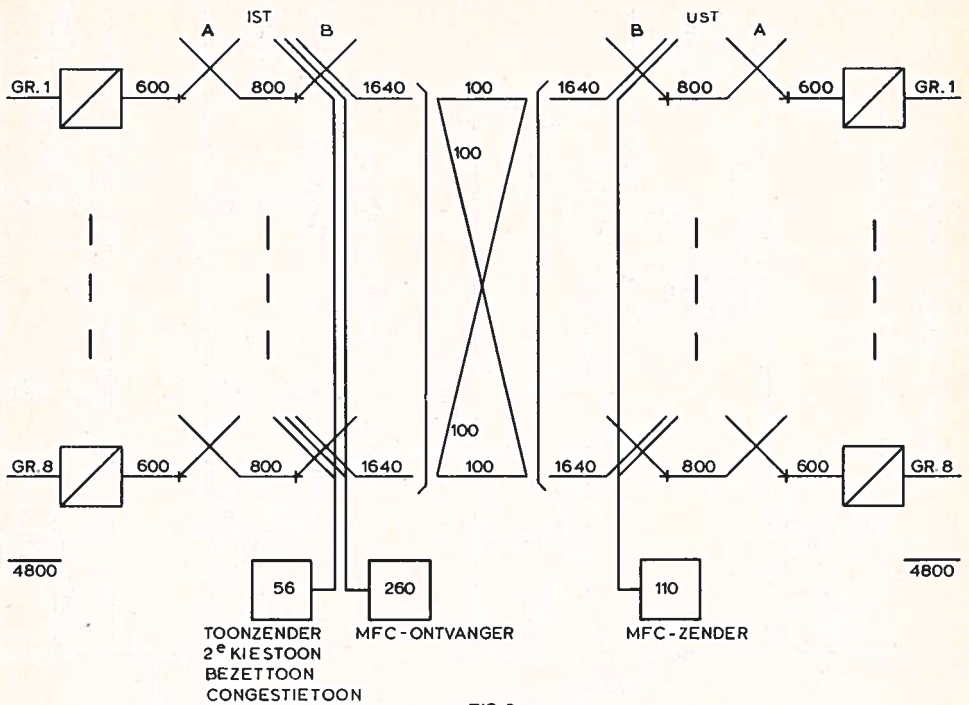 IST
UST
A
B
B
A
GR. 1
600
800
1640
100
1640
800
600
GR. 1
100
100
GR. 8
600
800
1640
100
1640
800
600
GR. 8
4800
4800
56
260
110
TOONZENDER
2e KIESTOON
BEZETTOON
CONGESTIETOON
MFC-ONTVANGER
MFC-ZENDER